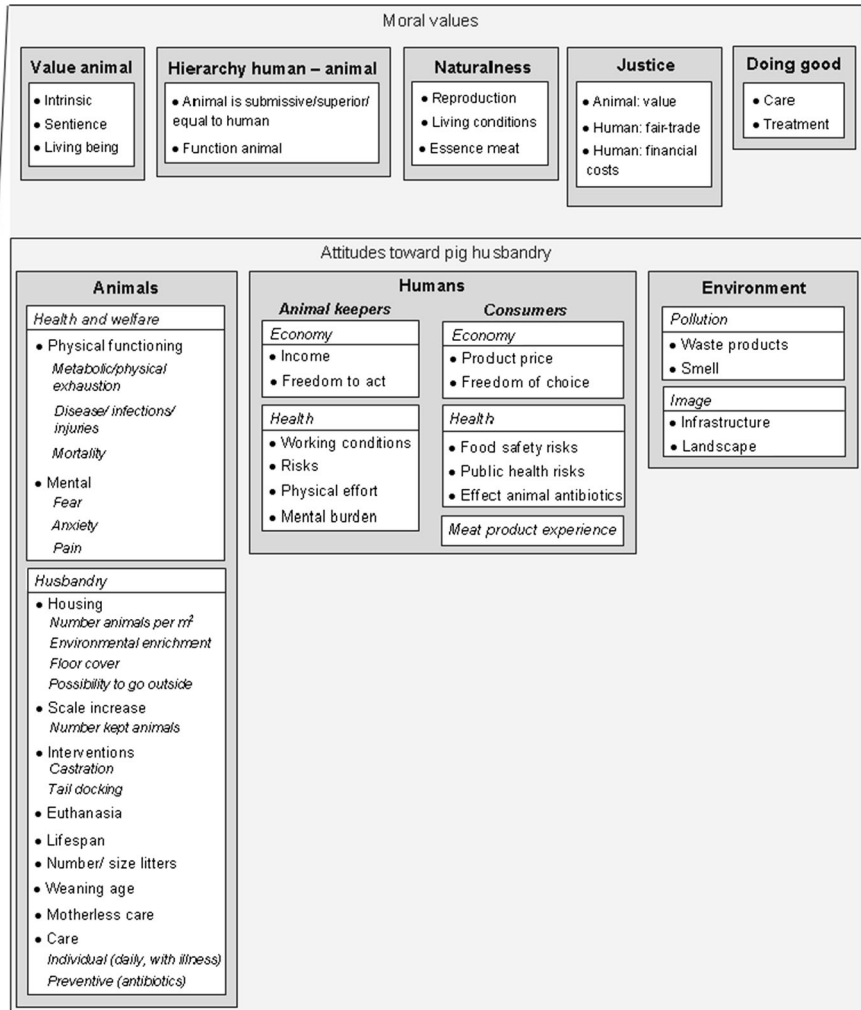 Moral values
Value animal
● Intrinsic
● Sentience
● Living being
Hierarchy human – animal
● Animal is submissive/superior/
equal to human
● Function animal
Naturalness
● Reproduction
● Living conditions
● Essence meat
Justice
● Animal: value
● Human: fair-trade
● Human: financial
costs
Doing good
● Care
● Treatment
Attitudes toward pig husbandry
Animals
Health and welfare
● Physical functioning
Metabolic/physical
exhaustion
Disease/ infections/
injuries
Mortality
● Mental
Fear
Anxiety
Pain
Husbandry
● Housing
Number animals per m²
Environmental enrichment
Floor cover
Possibility to go outside
● Scale increase
Number kept animals
● Interventions
Castration
Tail docking
● Euthanasia
● Lifespan
● Number/ size litters
● Weaning age
● Motherless care
● Care
Individual (daily, with illness)
Preventive (antibiotics)
Humans
Animal keepers
Economy
● Income
● Freedom to act
Health
● Working conditions
● Risks
● Physical effort
● Mental burden
Consumers
Economy
● Product price
● Freedom of choice
Health
● Food safety risks
● Public health risks
● Effect animal antibiotics
Meat product experience
Environment
Pollution
● Waste products
● Smell
Image
● Infrastructure
● Landscape